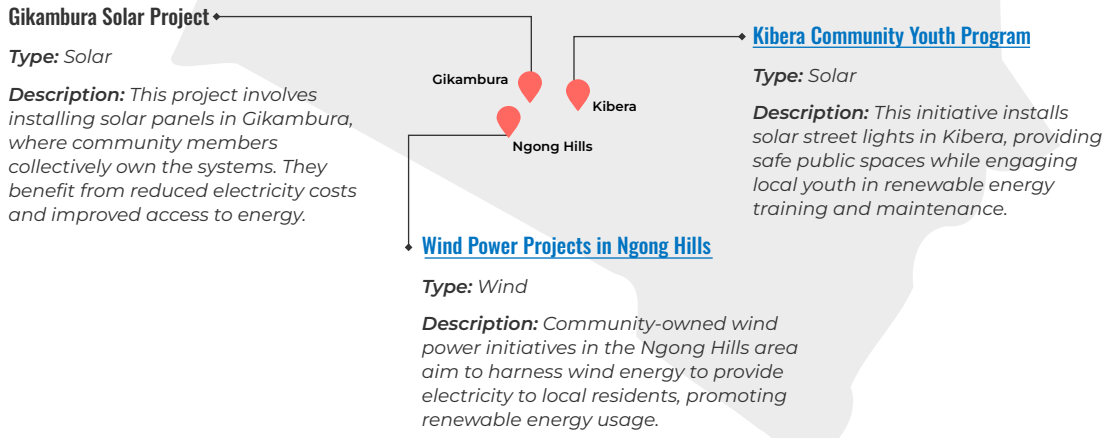 Gikambura Solar Project
Type: Solar
Description: This project involves
installing solar panels in Gikambura,
where community members
collectively own the systems. They
benefit from reduced electricity costs
and improved access to energy.
Gikambura
Kibera
Ngong Hills
Kibera Community Youth Program
Type: Solar
Description: This initiative installs
solar street lights in Kibera, providing
safe public spaces while engaging
local youth in renewable energy
training and maintenance.
Wind Power Projects in Ngong Hills
Type: Wind
Description: Community-owned wind
power initiatives in the Ngong Hills area
aim to harness wind energy to provide
electricity to local residents, promoting
renewable energy usage.